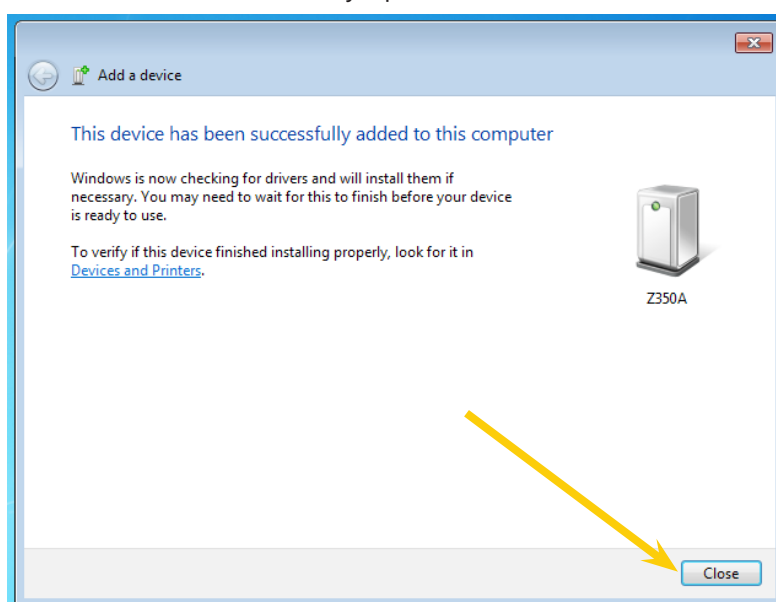 Add a device
This device has been successfully added to this computer
Windows is now checking for drivers and will install them if
necessary. You may need to wait for this to finish before your device
is ready to use.
To verify if this device finished installing properly, look for it in
Devices and Printers.
Z350A
Close